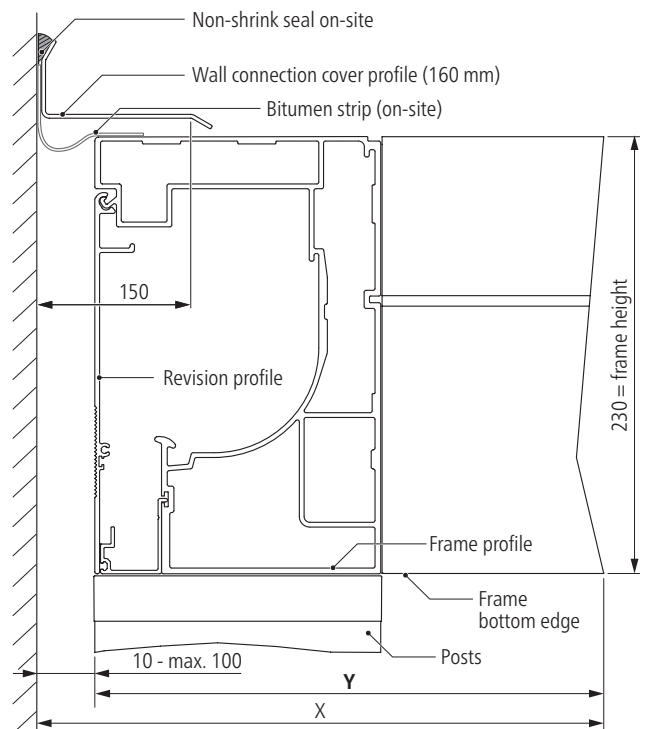 Non-shrink seal on-site
Wall connection cover profile (160 mm)
Bitumen strip (on-site)
150
Revision profile
230 = frame height
Frame profile
Frame
bottom edge
Posts
10 - max. 100
Y
X